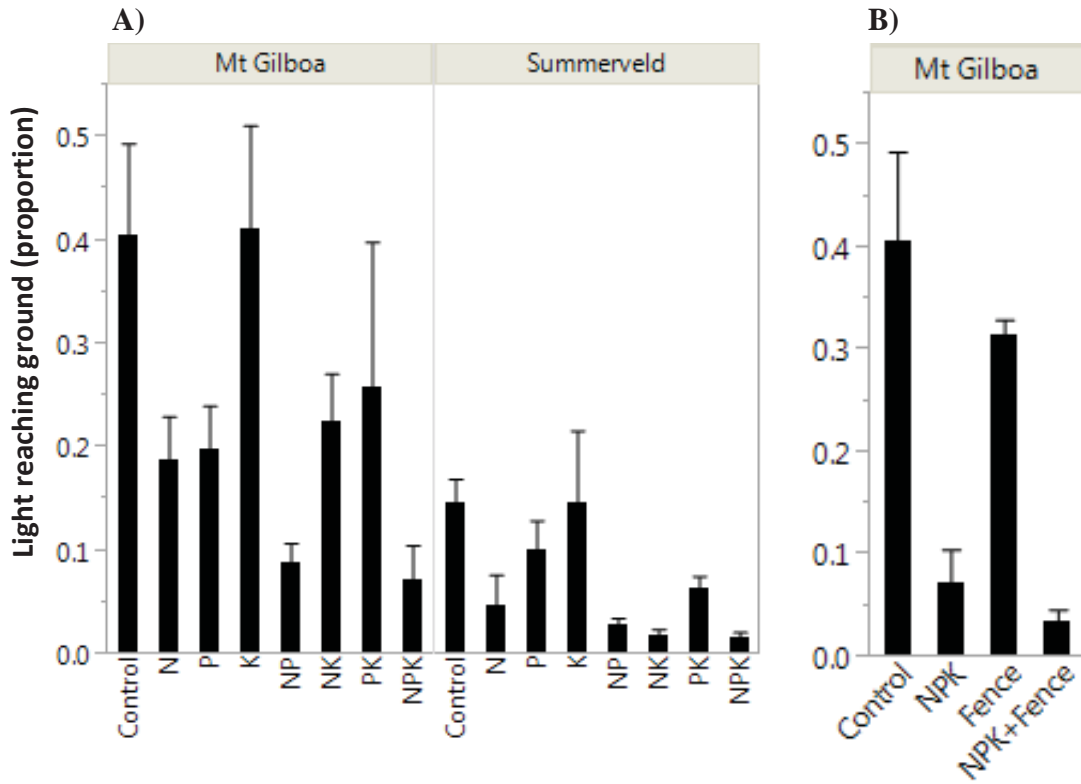 A)
Mt Gilboa
Summerveld
Light reaching ground (proportion)
0.5
0.4
0.3
0.2
0.1
0.0
Control
N
P
K
NP
NK
PK
NPK
Control
N
P
K
NP
NK
PK
NPK
B)
Mt Gilboa
0.5
0.4
0.3
0.2
0.1
0.0
Control
NPK
Fence
NPK+Fence